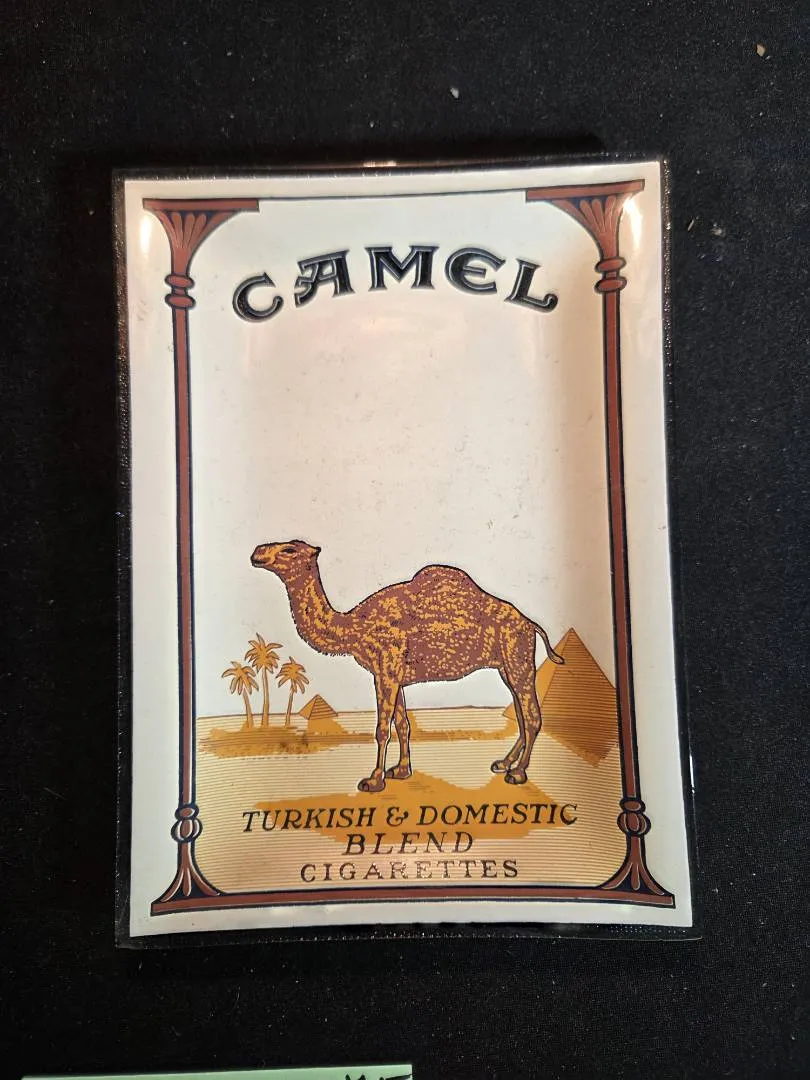 CAMEL
TURKISH & DOMESTIC
BLEND
CIGARETTES